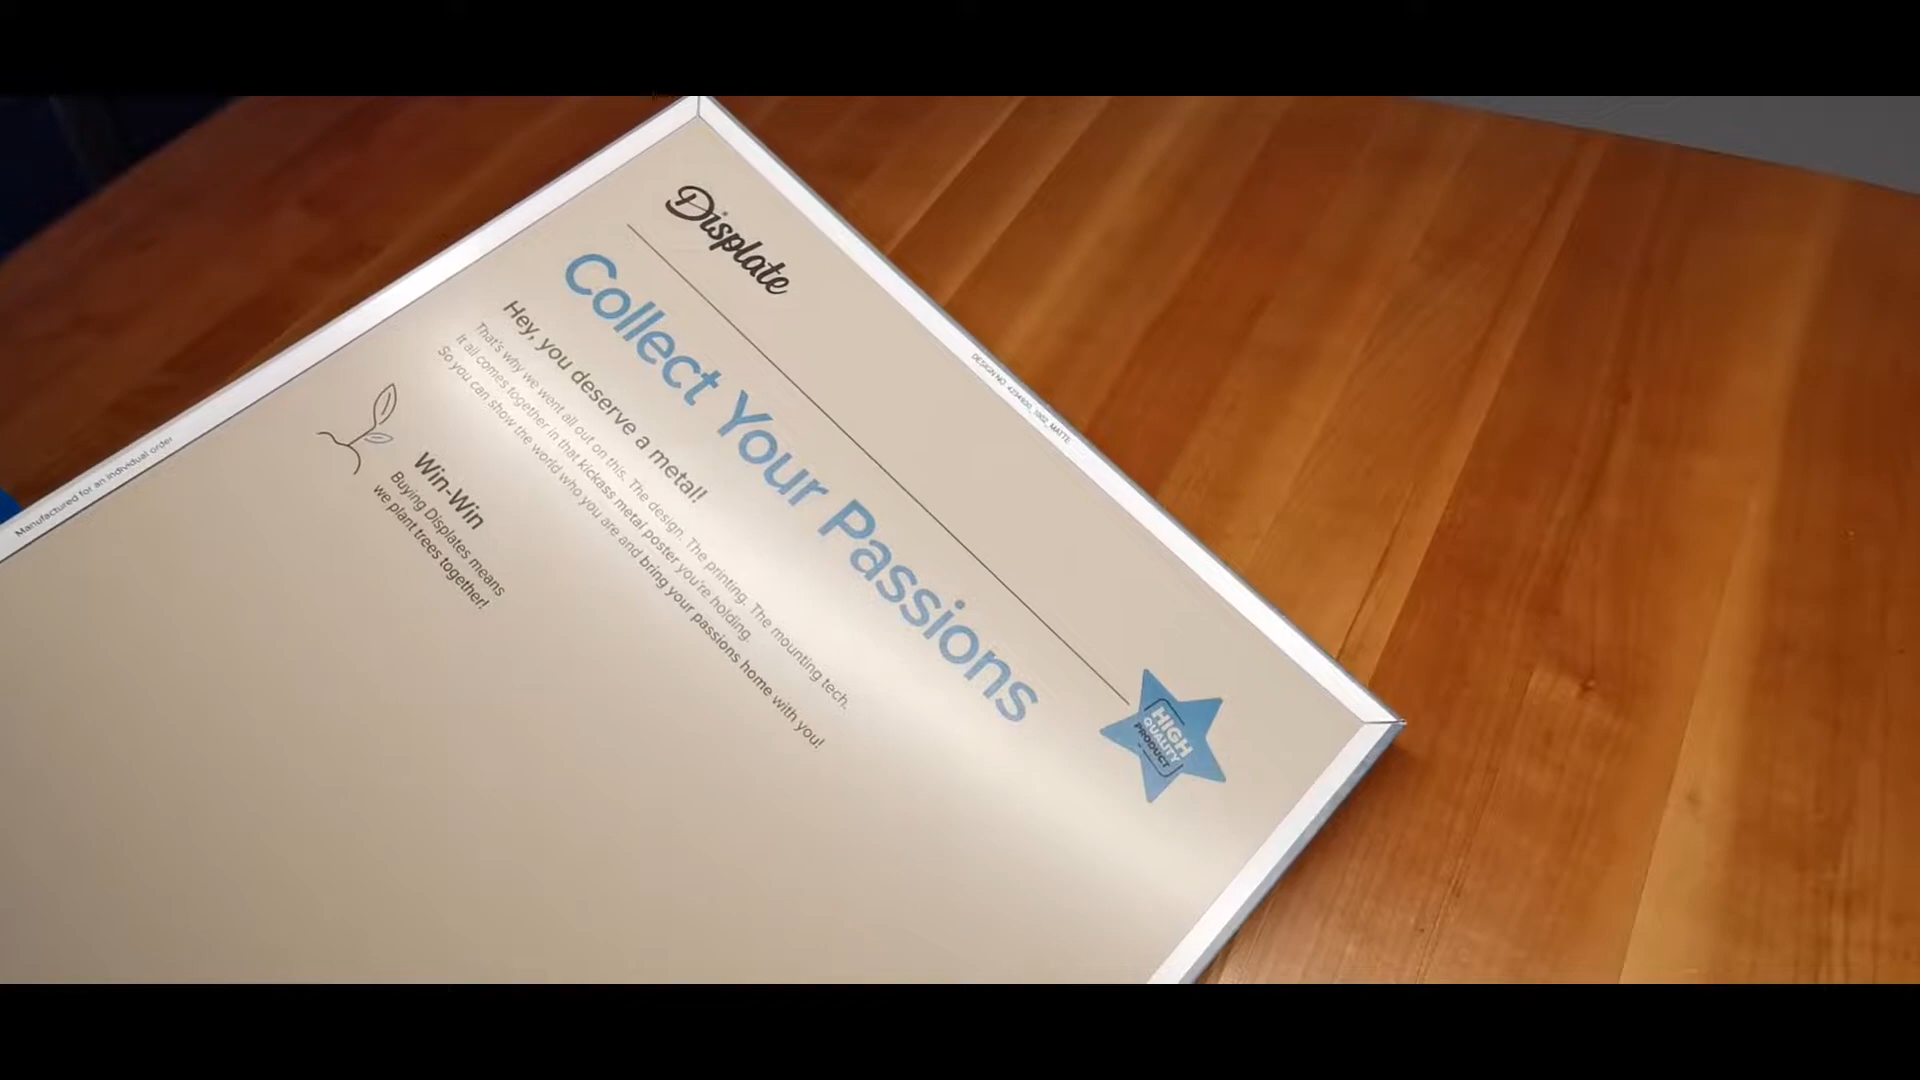 Displate
Collect Your Passions
Hey, you deserve a metal!
That's why we went all out on this. The design. The printing. The mounting tech.
It all comes together in that kickass metal poster you're holding.
So you can show the world who you are and bring your passions home with you!
Win-Win
Buying Displates means
we plant trees together!
HIGH
QUALITY
PRODUCT
Manufactured for an individual order
DESIGN NO.
MATTE